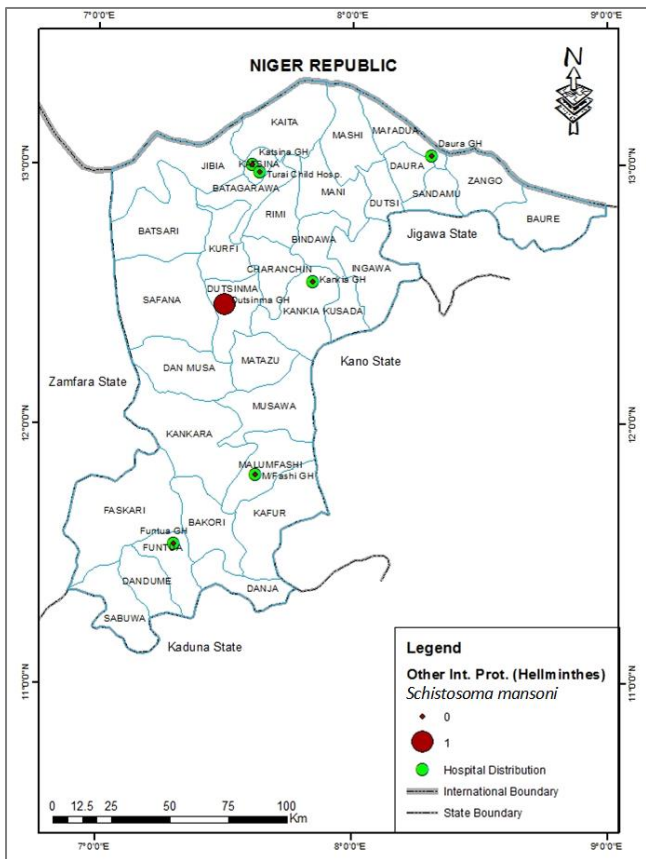 7°0'0"E 8°0'0"E 9°0'0"E
N
NIGER REPUBLIC
KAITA
MASHI
MAI'ADUA
Daura GH
Katsina GH
13°0'0"N
13°0'0"N
JIBIA
KATSINA
Turai Child Hosp.
DAURA
ZANGO
BATAGARAWA
MANI
SANDAMU
RIMI
DUTSI
BAURE
BATSARI
KURFI
BINDAWA
Jigawa State
CHARANCHIN
INGAWA
Kankia GH
SAFANA
DUTSINMA
Dutsinma GH
KANKIA
KUSADA
DAN MUSA
MATAZU
Kano State
Zamfara State
MUSAWA
12°0'0"N
12°0'0"N
KANKARA
MALUMFASHI
M/Fashi GH
FASKARI
KAFUR
BAKORI
Funtua GH
FUNTUA
DANDUME
DANJA
SABUWA
Kaduna State
11°0'0"N
11°0'0"N
Legend
Other Int. Prot. (Hellminthes)
Schistosoma mansoni
0
1
Hospital Distribution
International Boundary
State Boundary
0 12.5 25 50 75 100
Km
7°0'0"E 8°0'0"E 9°0'0"E